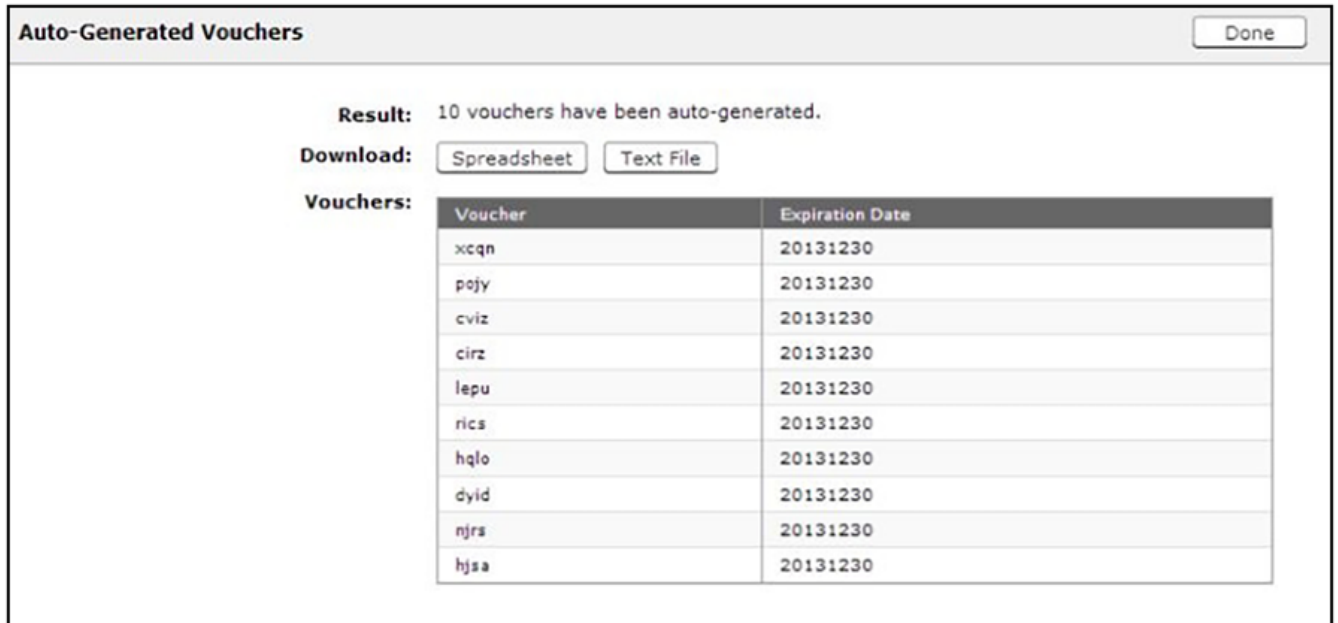 Auto-Generated Vouchers Done
Result: 10 vouchers have been auto-generated.
Download: Spreadsheet Text File
Vouchers: Voucher Expiration Date
xcqn 20131230
pojy 20131230
cviz 20131230
cirz 20131230
lepu 20131230
rics 20131230
hqlo 20131230
dyid 20131230
njrs 20131230
hjsa 20131230